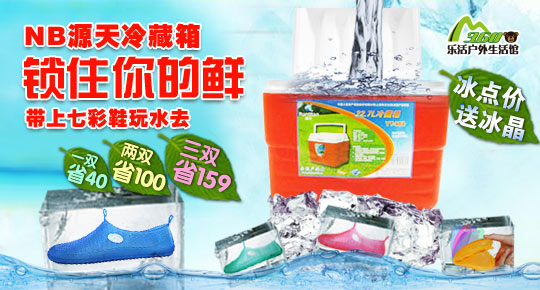 NB源天冷藏箱
锁住你的鲜
带上七彩鞋玩水去
一双
省40
两双
省100
三双
省159
乐活户外生活馆
冰点价
送冰晶
22.7L冷藏箱